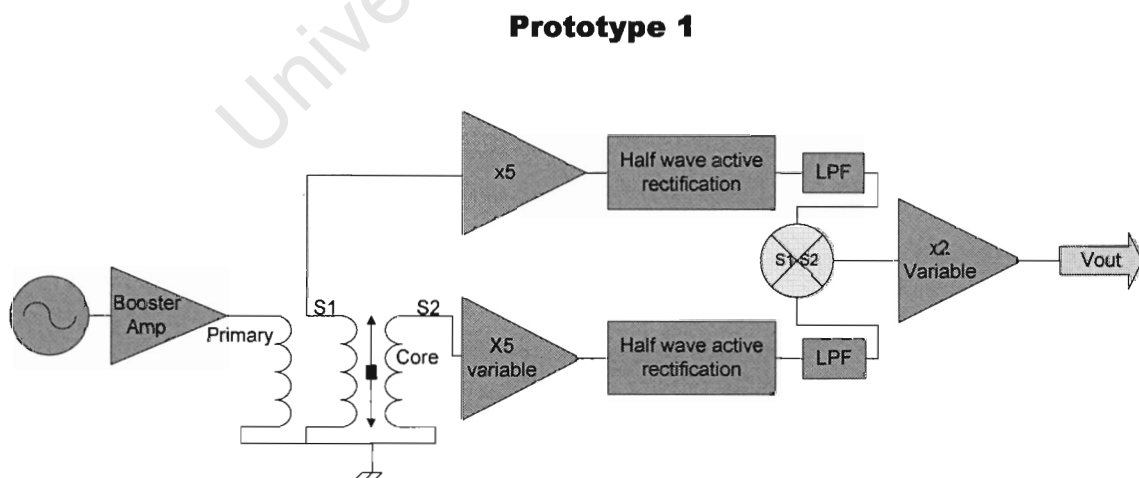 Prototype 1
Unive
x5
Half wave active
rectification
LPF
S1 S2
x2
Variable
Vout
Booster
Amp
Primary
S1
S2
Core
X5
variable
Half wave active
rectification
LPF